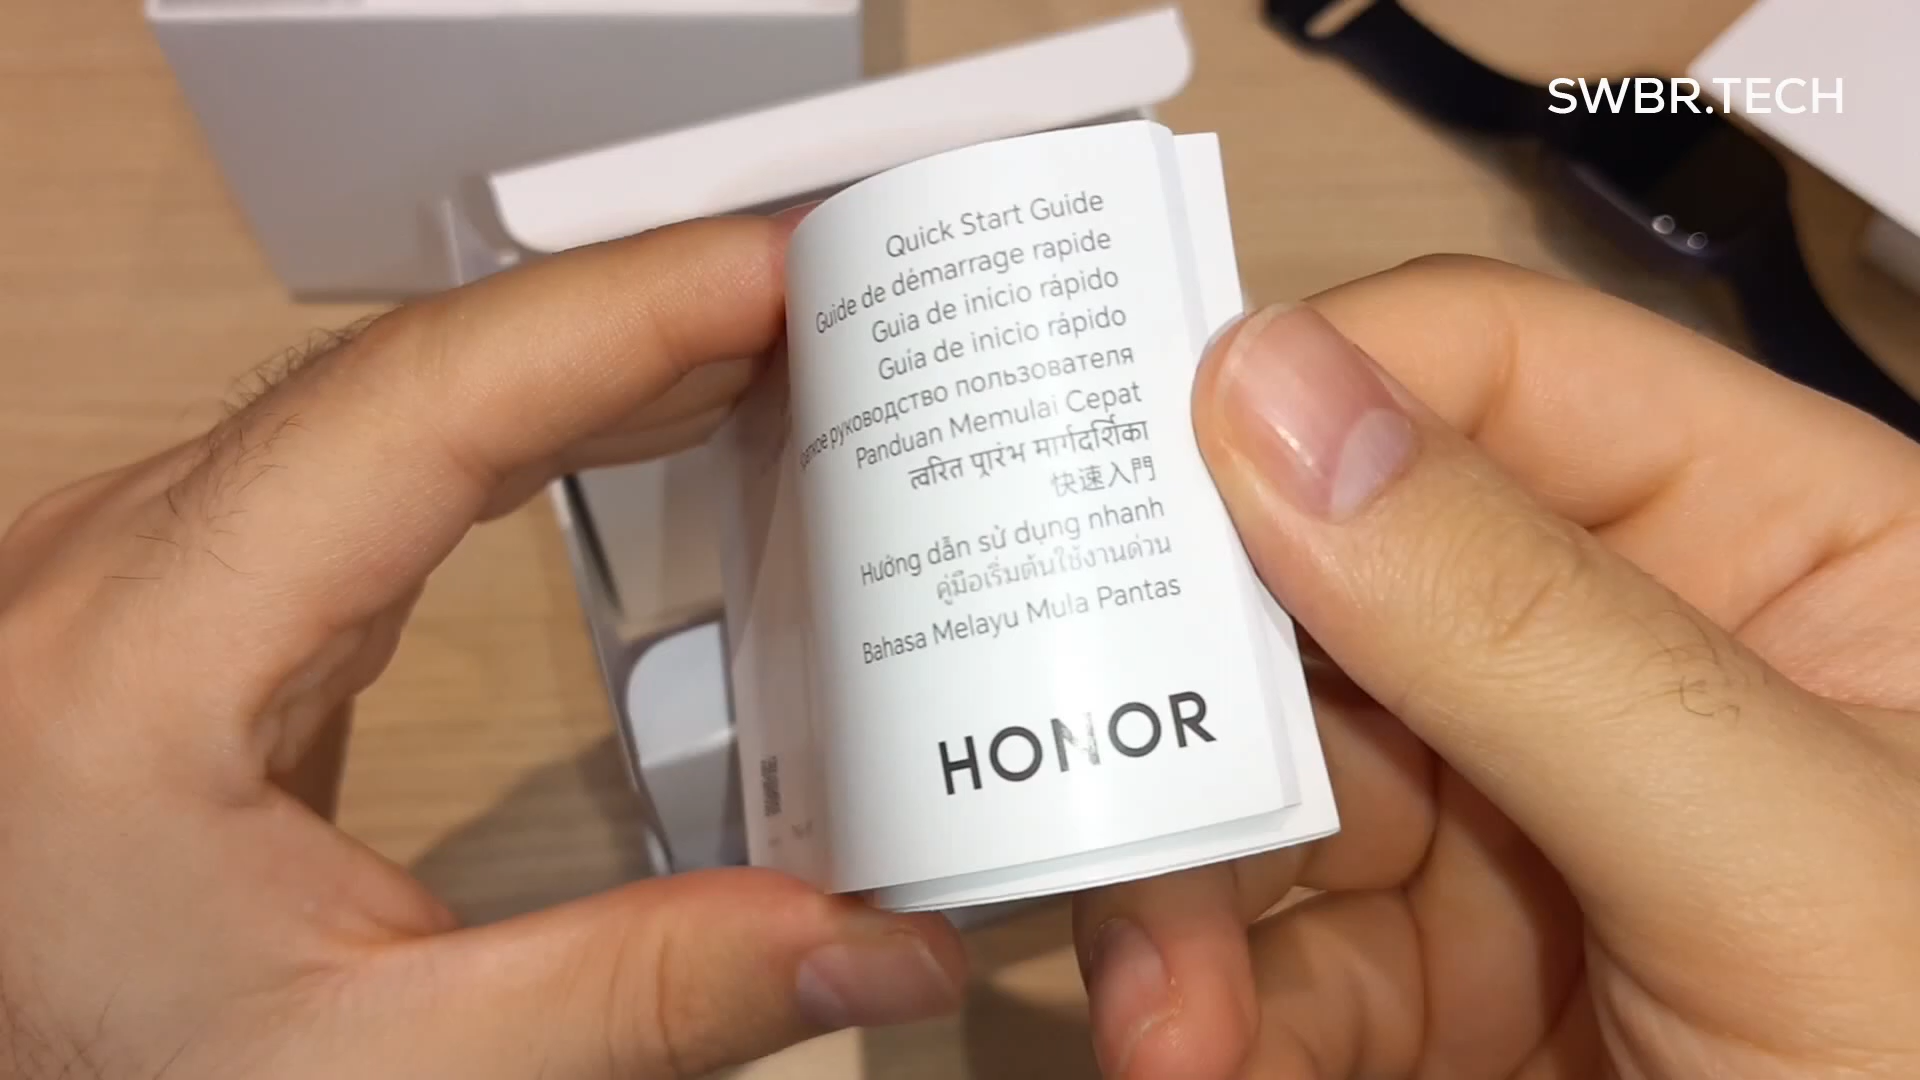 SWBR.TECH
Quick Start Guide
Guide de démarrage rapide
Guia de início rápido
Guia de inicio rápido
руководство пользователя
Panduan Memulai Cepat
त्वरित प्रारंभ मार्गदर्शिका
快速入門
Hướng dẫn sử dụng nhanh
คู่มือเริ่มต้นใช้งานด่วน
Bahasa Melayu Mula Pantas
HONOR